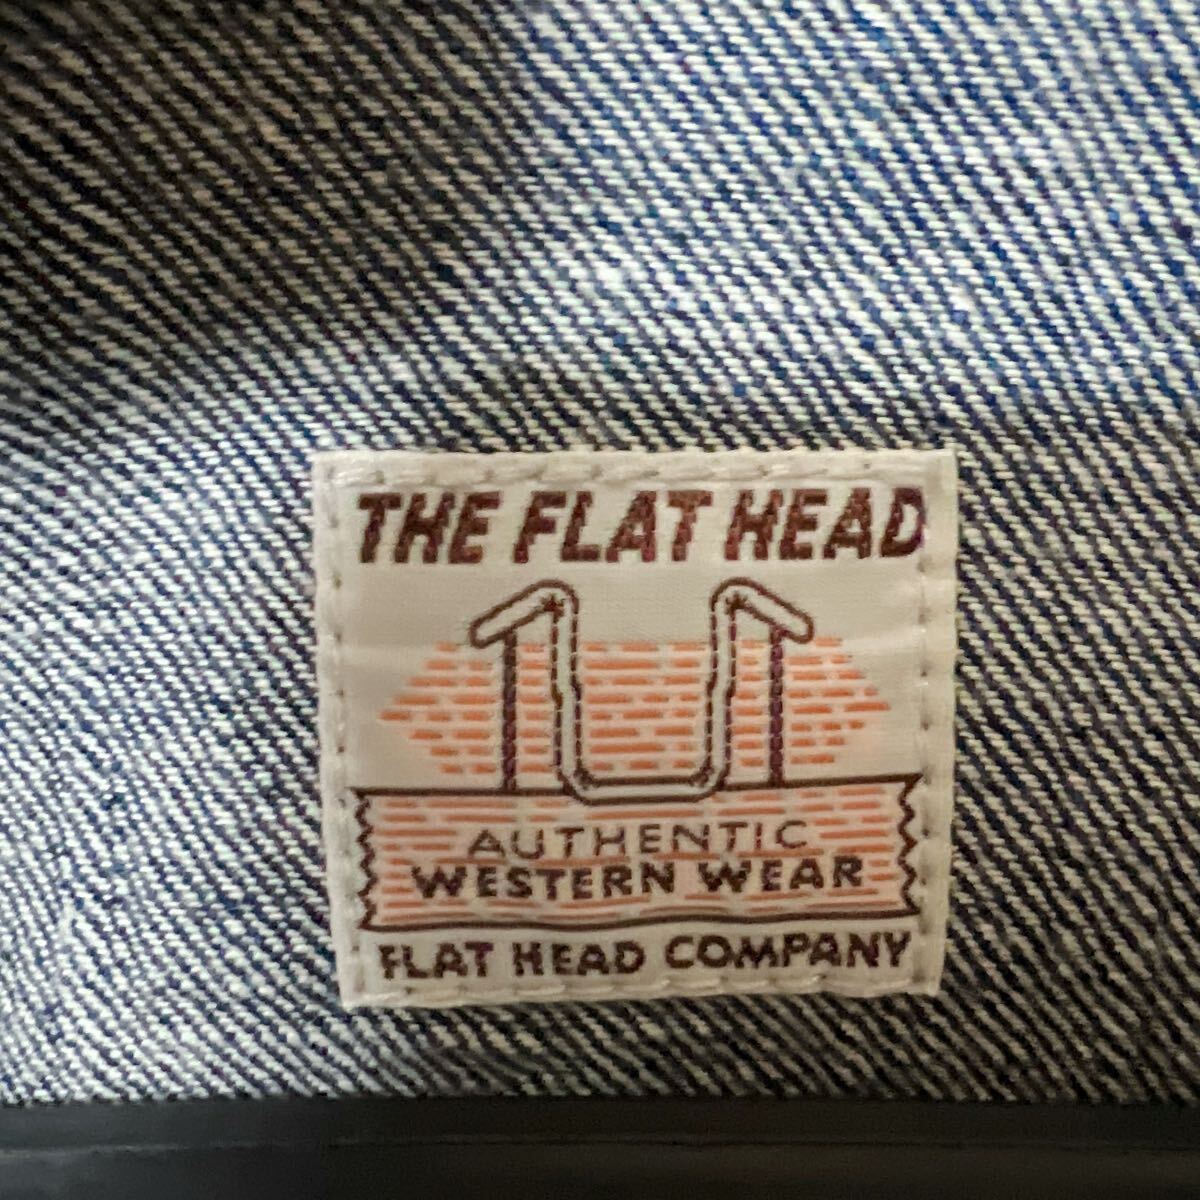 THE FLAT HEAD
AUTHENTIC
WESTERN WEAR
FLAT HEAD COMPANY